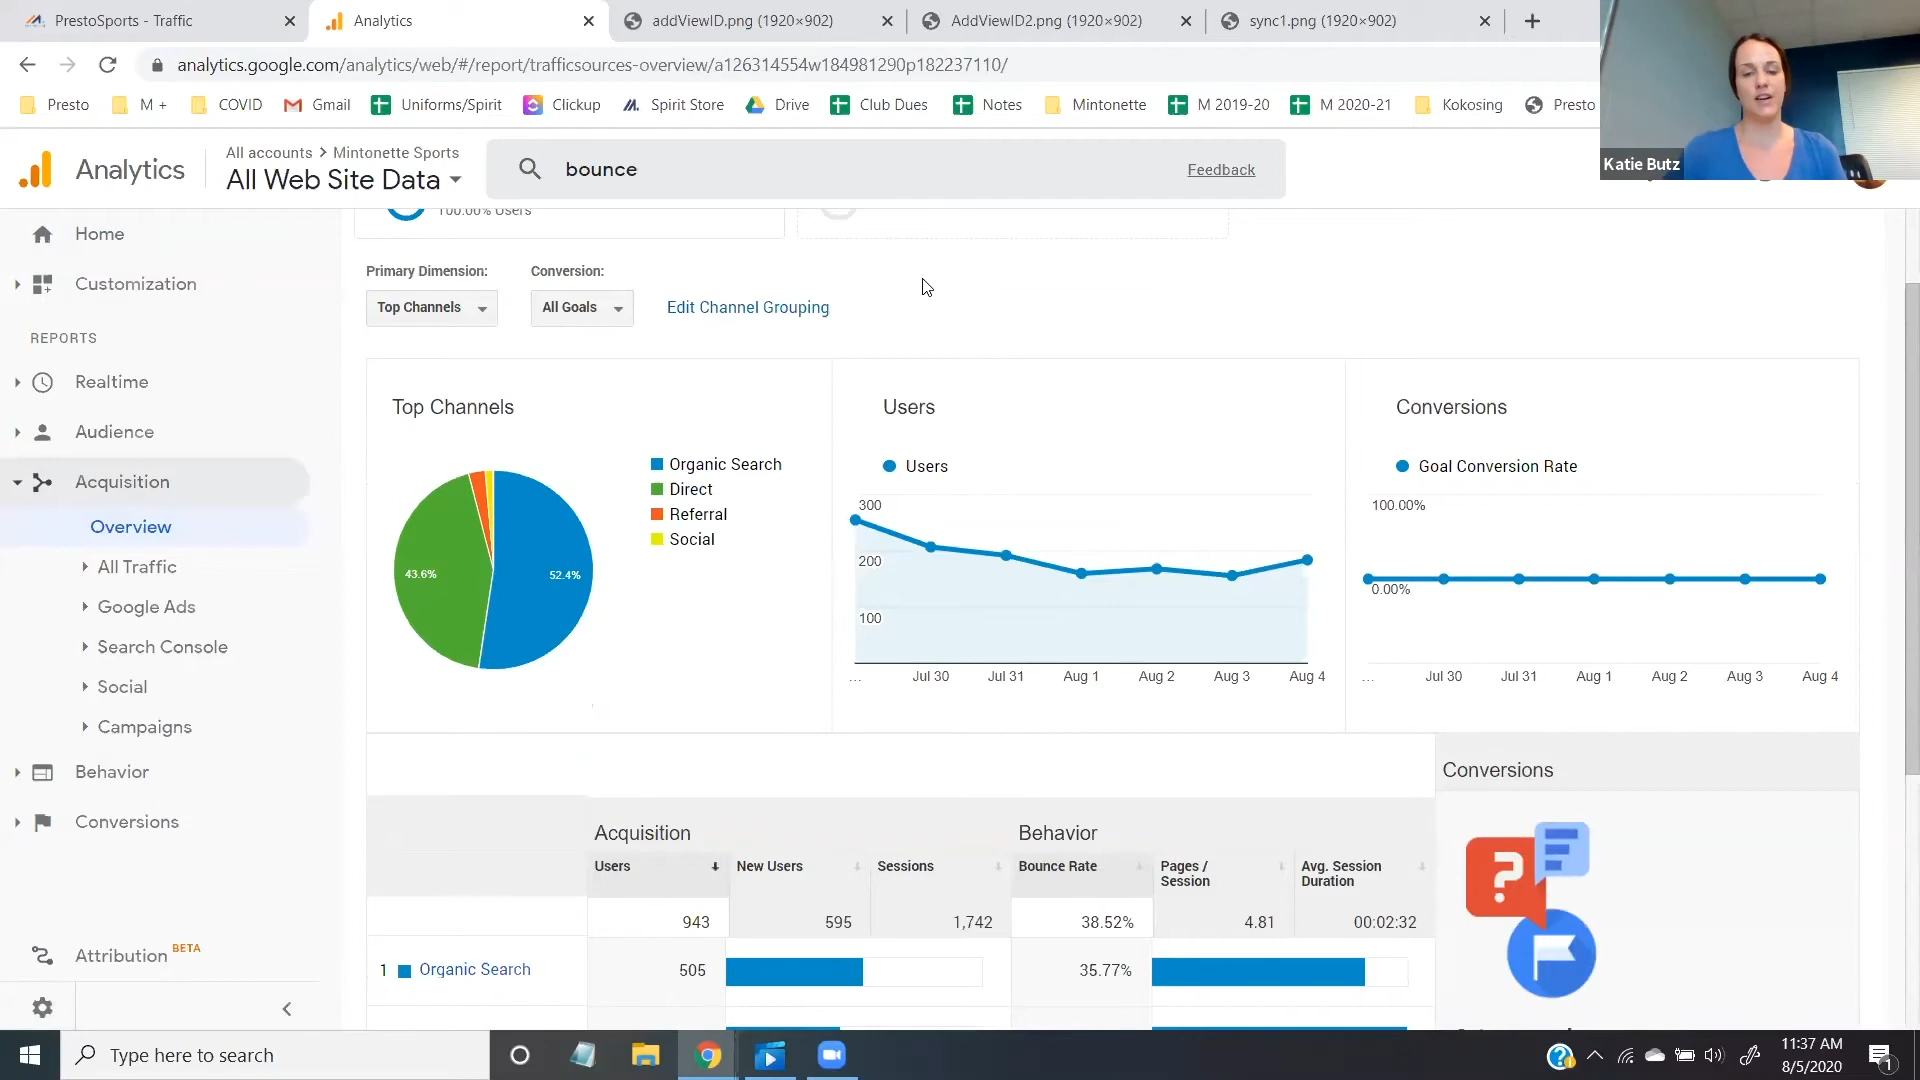 PrestoSports - Traffic
Analytics
addViewID.png (1920×902)
AddViewID2.png (1920×902)
sync1.png (1920×902)
analytics.google.com/analytics/web/#/report/trafficsources-overview/a126314554w184981290p182237110/
Presto M + COVID Gmail Uniforms/Spirit Clickup Spirit Store Drive Club Dues Notes Mintonette M 2019-20 M 2020-21 Kokosing Presto
Katie Butz
Analytics
All accounts > Mintonette Sports
All Web Site Data
bounce
Feedback
100.00% Users
Home
Customization
REPORTS
Realtime
Audience
Acquisition
Overview
All Traffic
Google Ads
Search Console
Social
Campaigns
Behavior
Conversions
Attribution BETA
Primary Dimension:
Conversion:
Top Channels
All Goals
Edit Channel Grouping
Top Channels
Organic Search
Direct
Referral
Social
43.6%
52.4%
Users
Users
300
200
100
... Jul 30 Jul 31 Aug 1 Aug 2 Aug 3 Aug 4
Conversions
Goal Conversion Rate
100.00%
0.00%
... Jul 30 Jul 31 Aug 1 Aug 2 Aug 3 Aug 4
Acquisition
Behavior
Conversions
Users
New Users
Sessions
Bounce Rate
Pages /
Session
Avg. Session
Duration
943 595 1,742 38.52% 4.81 00:02:32
1 Organic Search 505 35.77%
?
Type here to search
11:37 AM
8/5/2020
1